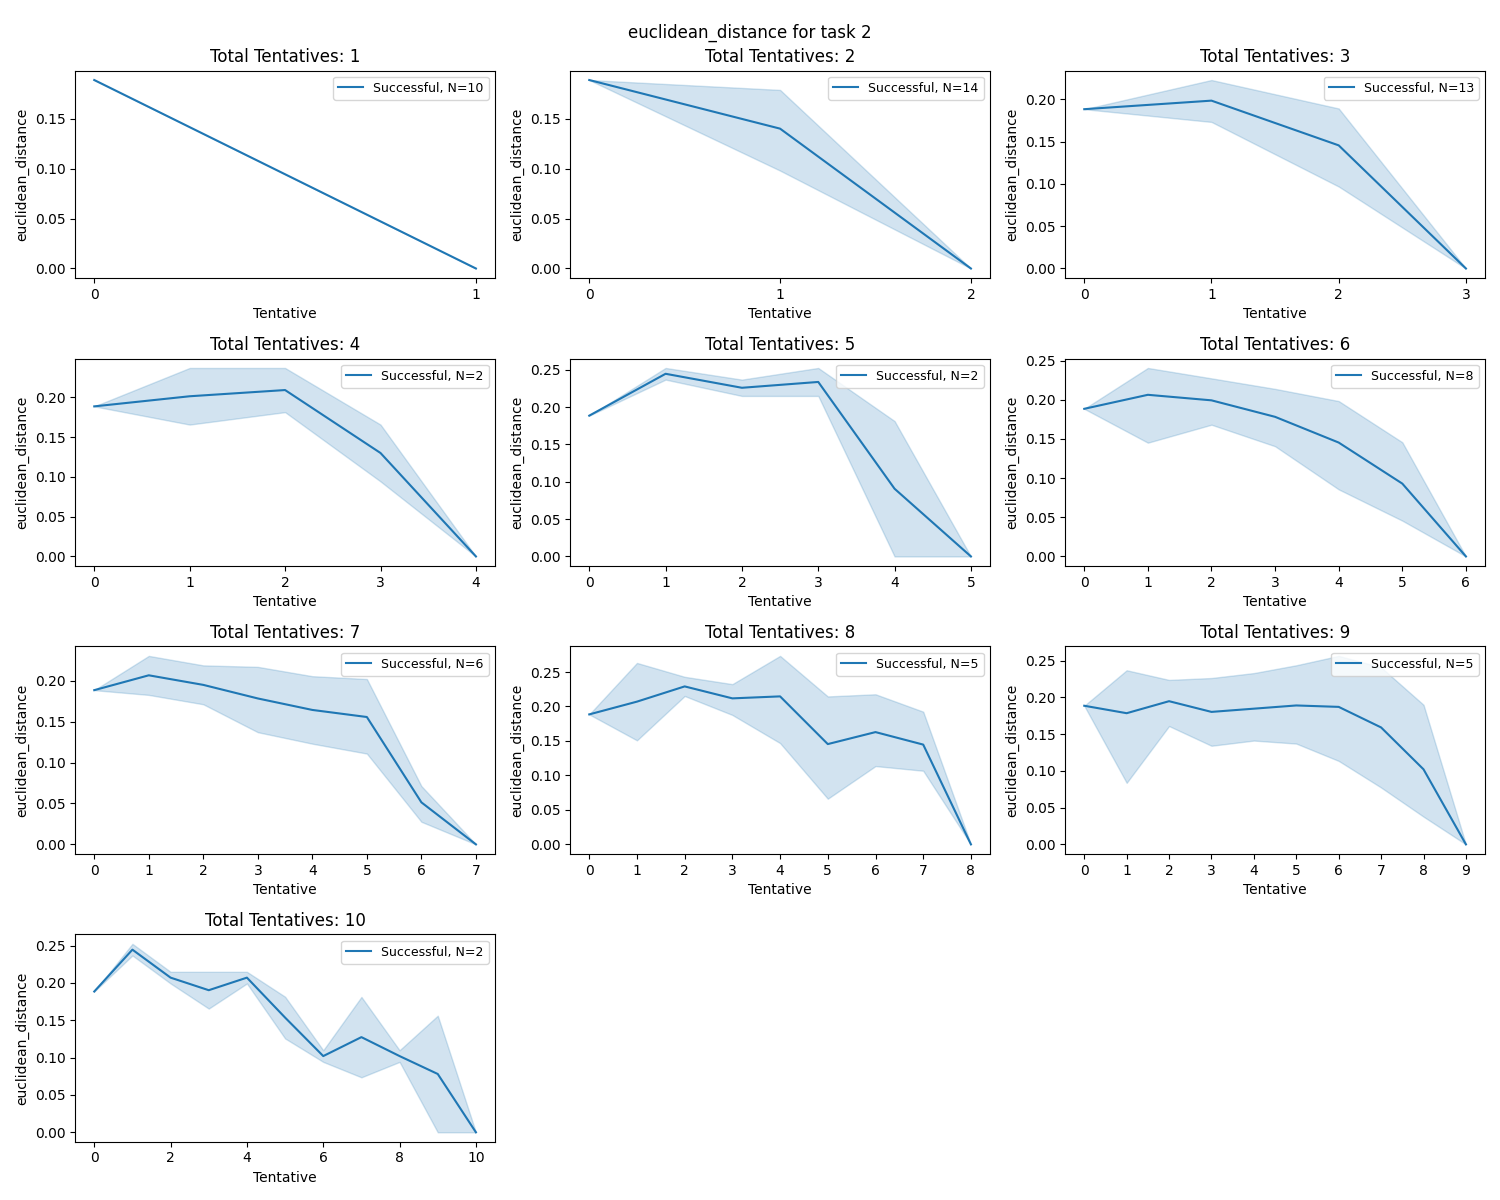 euclidean_distance for task 2
Total Tentatives: 1
Successful, N=10
euclidean_distance
0.15
0.10
0.05
0.00
0 1
Tentative
Total Tentatives: 2
Successful, N=14
euclidean_distance
0.15
0.10
0.05
0.00
0 1 2
Tentative
Total Tentatives: 3
Successful, N=13
euclidean_distance
0.20
0.15
0.10
0.05
0.00
0 1 2 3
Tentative
Total Tentatives: 4
Successful, N=2
euclidean_distance
0.20
0.15
0.10
0.05
0.00
0 1 2 3 4
Tentative
Total Tentatives: 5
Successful, N=2
euclidean_distance
0.25
0.20
0.15
0.10
0.05
0.00
0 1 2 3 4 5
Tentative
Total Tentatives: 6
Successful, N=8
euclidean_distance
0.25
0.20
0.15
0.10
0.05
0.00
0 1 2 3 4 5 6
Tentative
Total Tentatives: 7
Successful, N=6
euclidean_distance
0.20
0.15
0.10
0.05
0.00
0 1 2 3 4 5 6 7
Tentative
Total Tentatives: 8
Successful, N=5
euclidean_distance
0.25
0.20
0.15
0.10
0.05
0.00
0 1 2 3 4 5 6 7 8
Tentative
Total Tentatives: 9
Successful, N=5
euclidean_distance
0.25
0.20
0.15
0.10
0.05
0.00
0 1 2 3 4 5 6 7 8 9
Tentative
Total Tentatives: 10
Successful, N=2
euclidean_distance
0.25
0.20
0.15
0.10
0.05
0.00
0 2 4 6 8 10
Tentative